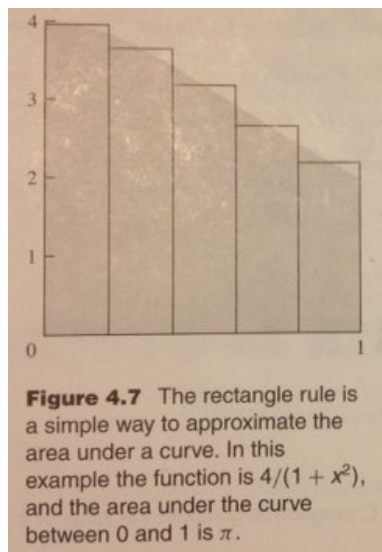 4
3
2
1
0
1
Figure 4.7 The rectangle rule is
a simple way to approximate the
area under a curve. In this
example the function is 4/(1 + x²),
and the area under the curve
between 0 and 1 is π.